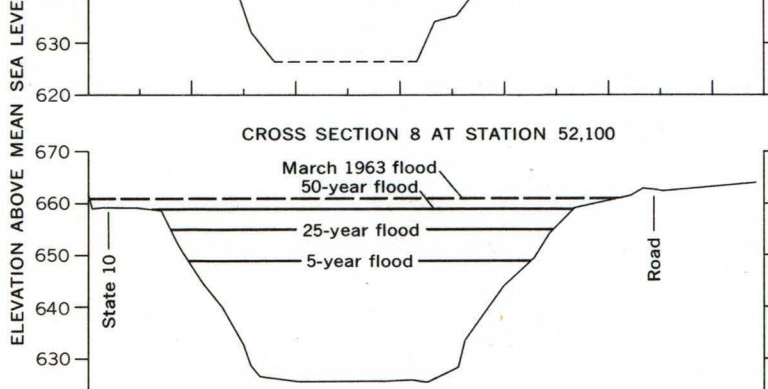 ELEVATION ABOVE MEAN SEA LEVE
630
620
CROSS SECTION 8 AT STATION 52,100
670
March 1963 flood
50-year flood
660
25-year flood
650
5-year flood
State 10
Road
640
630